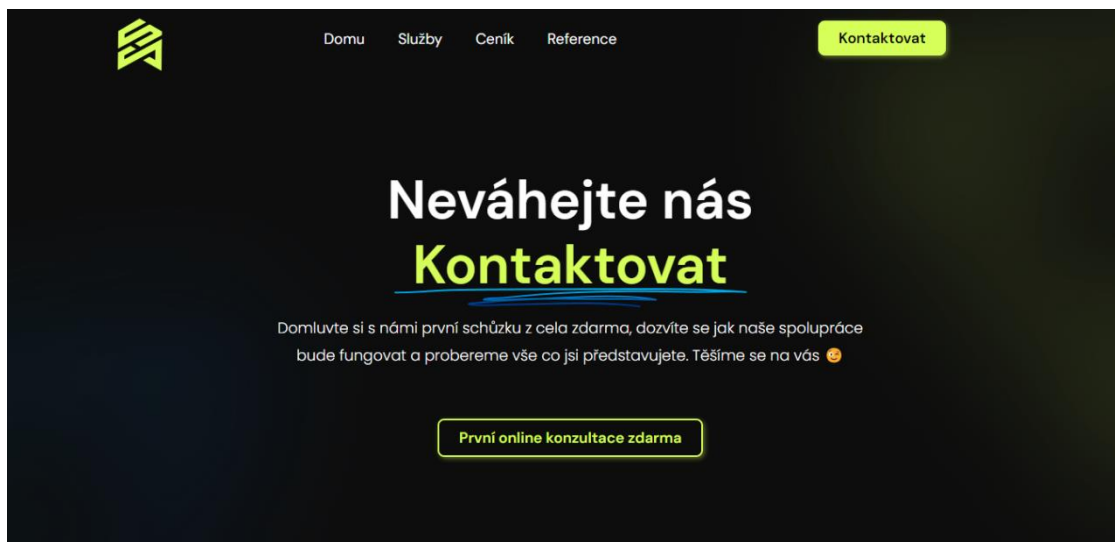 Domu
Služby
Ceník
Reference
Kontaktovat
Neváhejte nás
Kontaktovat
Domluvte si s námi první schůzku z cela zdarma, dozvíte se jak naše spolupráce
bude fungovat a probereme vše co jsi představujete. Těšíme se na vás 😉
První online konzultace zdarma